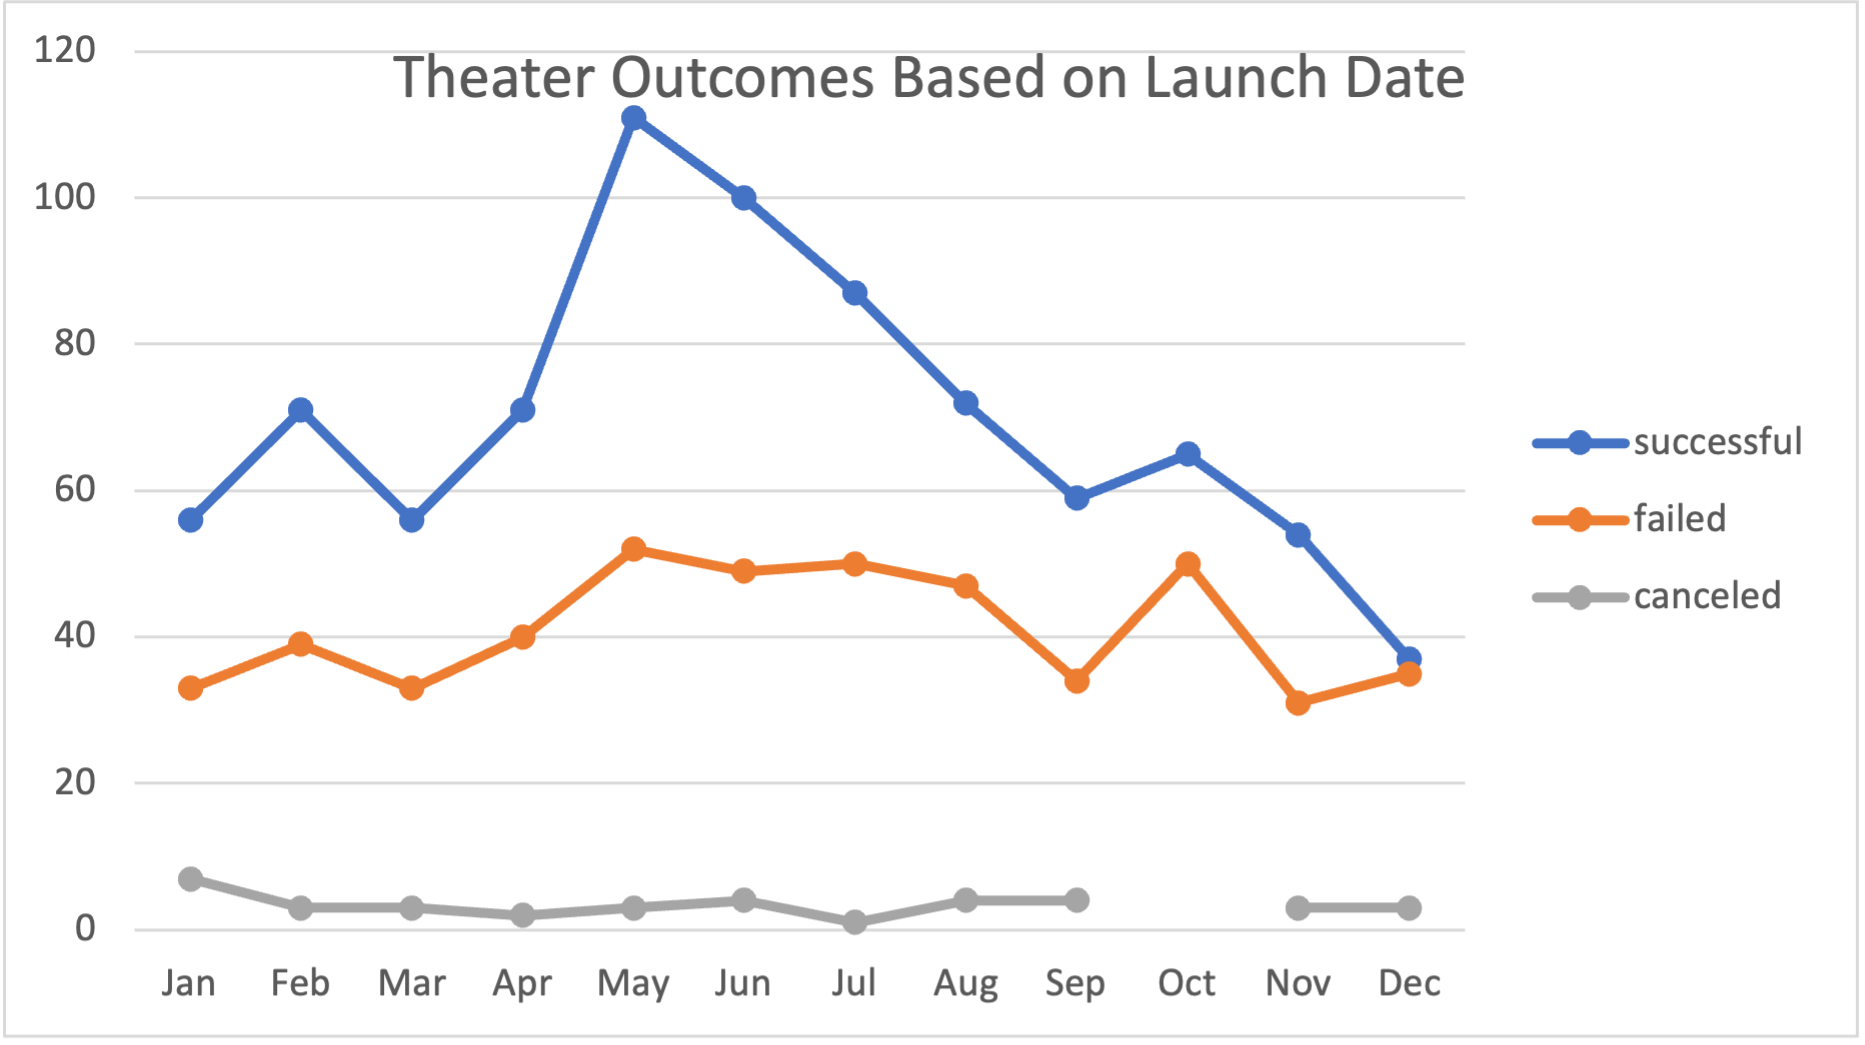 Theater Outcomes Based on Launch Date
120
100
80
60
40
20
0
Jan Feb Mar Apr May Jun Jul Aug Sep Oct Nov Dec
successful
failed
canceled